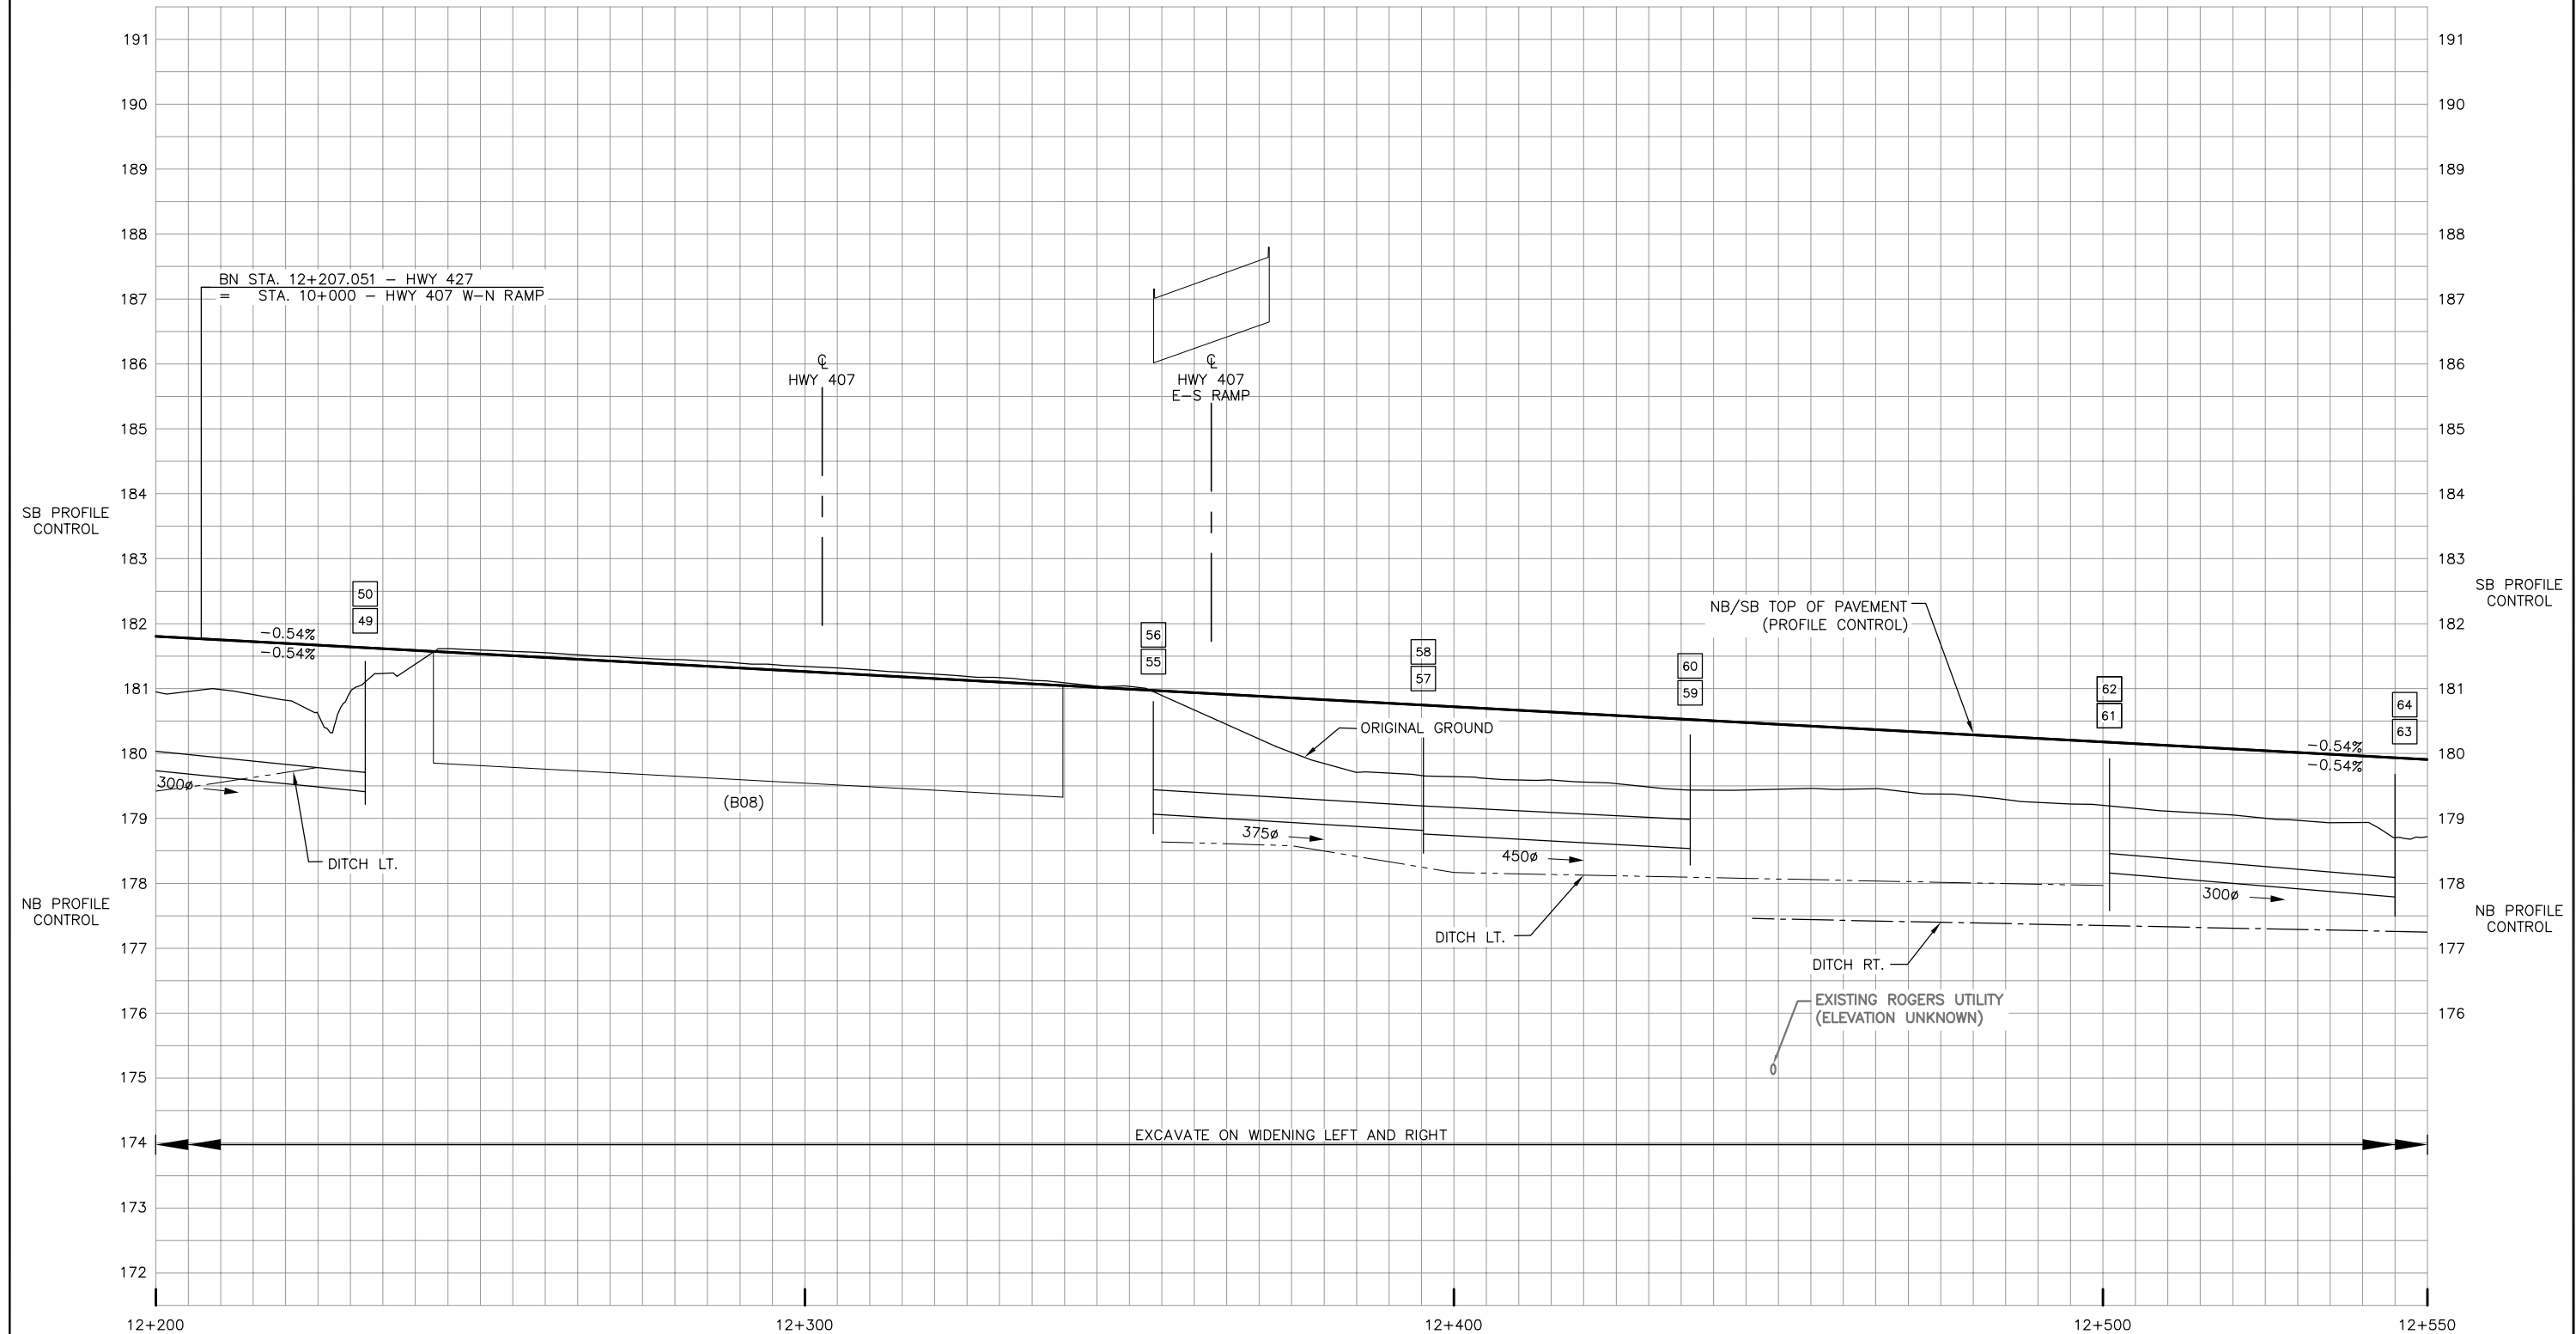 191
191
190
190
189
189
188
188
BN STA. 12+207.051 – HWY 427
= STA. 10+000 – HWY 407 W–N RAMP
187
187
186
186
℄
HWY 407
℄
HWY 407
E–S RAMP
185
185
184
184
SB PROFILE
CONTROL
183
183
SB PROFILE
CONTROL
50
49
NB/SB TOP OF PAVEMENT
(PROFILE CONTROL)
182
182
–0.54%
–0.54%
56
55
58
57
60
59
62
61
64
63
181
181
ORIGINAL GROUND
–0.54%
–0.54%
180
180
300ø
(B08)
179
179
375ø
450ø
DITCH LT.
178
178
300ø
NB PROFILE
CONTROL
NB PROFILE
CONTROL
DITCH LT.
177
177
DITCH RT.
EXISTING ROGERS UTILITY
(ELEVATION UNKNOWN)
176
176
175
175
174
174
EXCAVATE ON WIDENING LEFT AND RIGHT
173
173
172
172
12+200
12+300
12+400
12+500
12+550